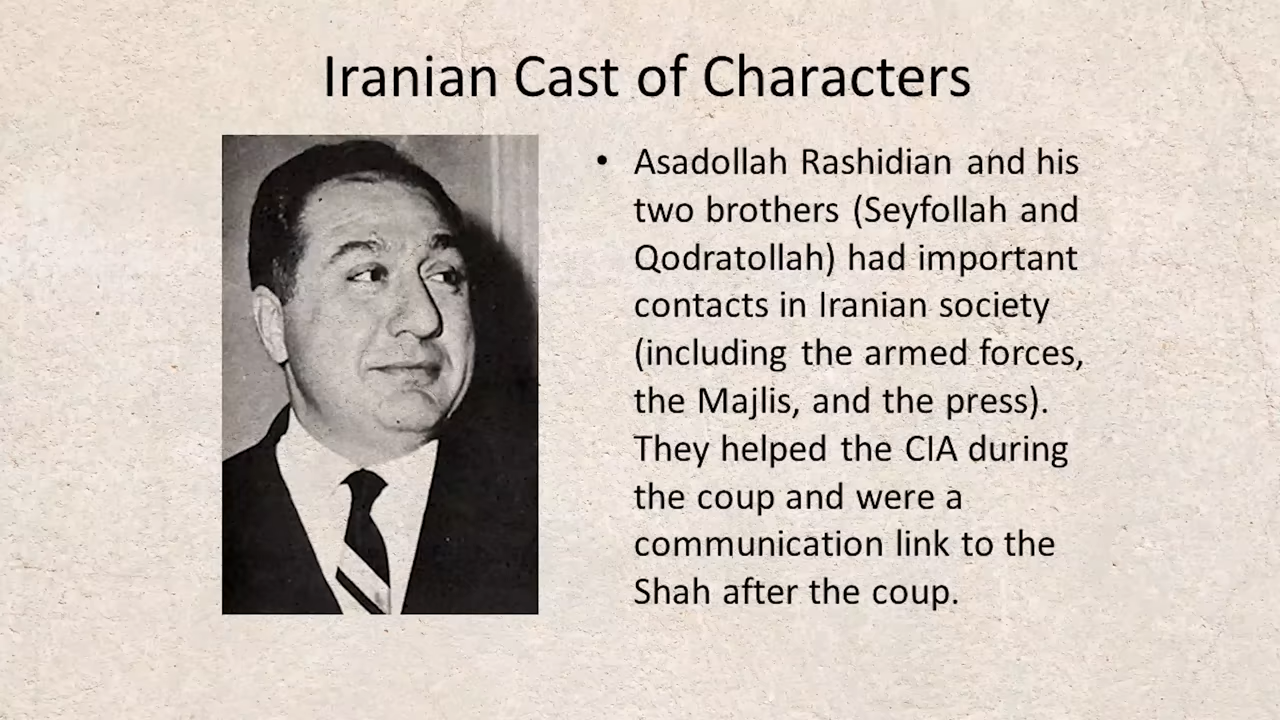 Iranian Cast of Characters
• Asadollah Rashidian and his
two brothers (Seyfollah and
Qodratollah) had important
contacts in Iranian society
(including the armed forces,
the Majlis, and the press).
They helped the CIA during
the coup and were a
communication link to the
Shah after the coup.